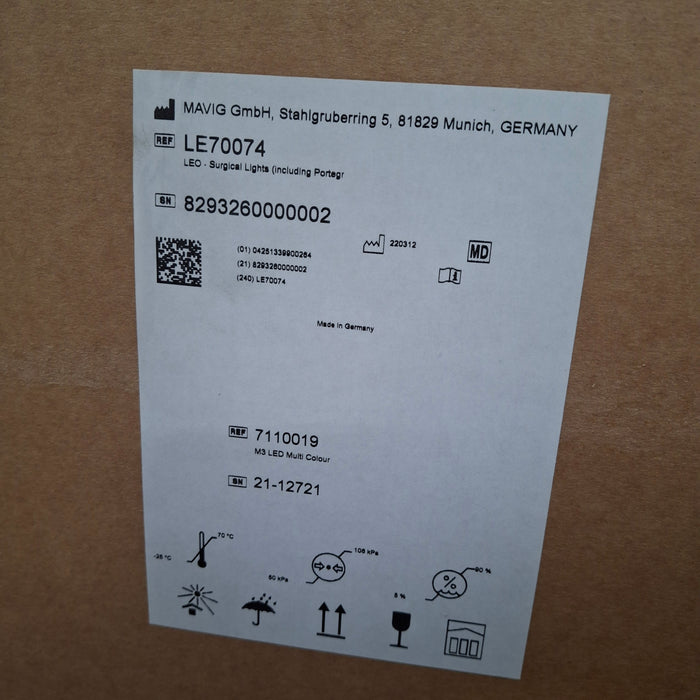 MAVIG GmbH, Stahlgruberring 5, 81829 Munich, GERMANY
REF LE70074
LEO - Surgical Lights (including Portegr
SN 8293260000002
(01) 04251339900264
220312
MD
(21) 8293260000002
(240) LE70074
Made in Germany
REF 7110019
M3 LED Multi Colour
SN 21-12721
70 °C
-25 °C
106 kPa
50 kPa
90 %
%
5 %